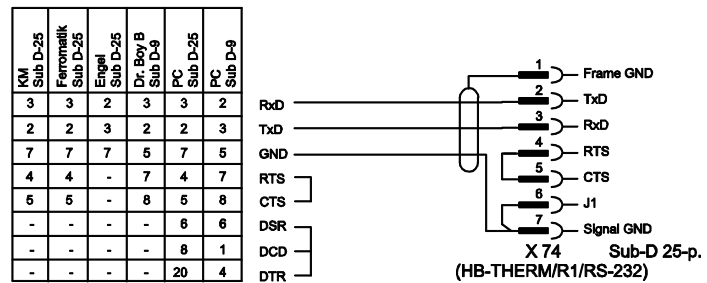 KM Sub D-25
Ferromatik Sub D-25
Engel Sub D-25
Dr. Boy B Sub D-9
PC Sub D-25
PC Sub D-9
3 3 2 3 3 2 RxD
2 2 3 2 2 3 TxD
7 7 7 5 7 5 GND
4 4 - 7 4 7 RTS
5 5 - 8 5 8 CTS
- - - - 6 6 DSR
- - - - 8 1 DCD
- - - - 20 4 DTR
1 Frame GND
2 TxD
3 RxD
4 RTS
5 CTS
6 J1
7 Signal GND
X 74 Sub-D 25-p.
(HB-THERM/R1/RS-232)